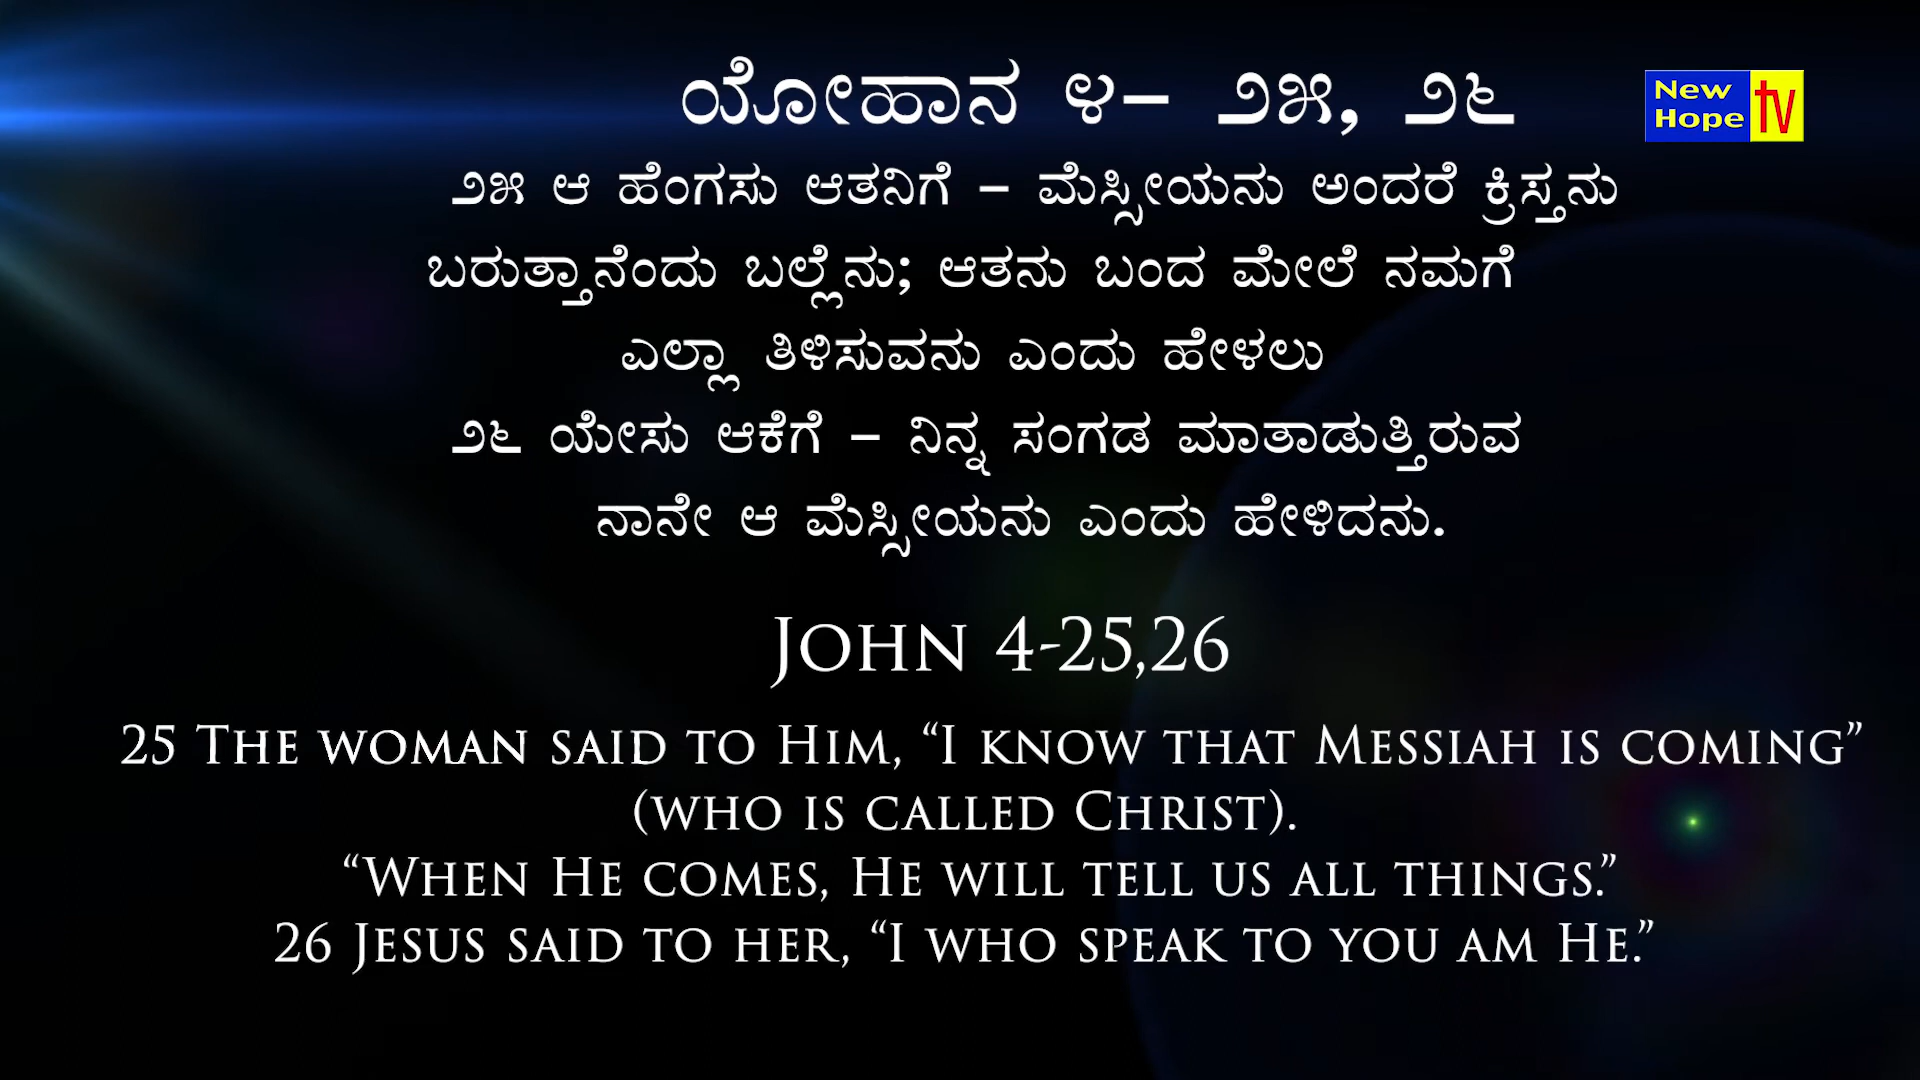 ಯೋಹಾನ ೪– ೨೫, ೨೬
New Hope tv
೨೫ ಆ ಹೆಂಗಸು ಆತನಿಗೆ – ಮೆಸ್ಸೀಯನು ಅಂದರೆ ಕ್ರಿಸ್ತನು
ಬರುತ್ತಾನೆಂದು ಬಲ್ಲೆನು; ಆತನು ಬಂದ ಮೇಲೆ ನಮಗೆ
ಎಲ್ಲಾ ತಿಳಿಸುವನು ಎಂದು ಹೇಳಲು
೨೬ ಯೇಸು ಆಕೆಗೆ – ನಿನ್ನ ಸಂಗಡ ಮಾತಾಡುತ್ತಿರುವ
ನಾನೇ ಆ ಮೆಸ್ಸೀಯನು ಎಂದು ಹೇಳಿದನು.
John 4-25,26
25 The woman said to Him, “I know that Messiah is coming”
(who is called Christ).
“When He comes, He will tell us all things.”
26 Jesus said to her, “I who speak to you am He.”